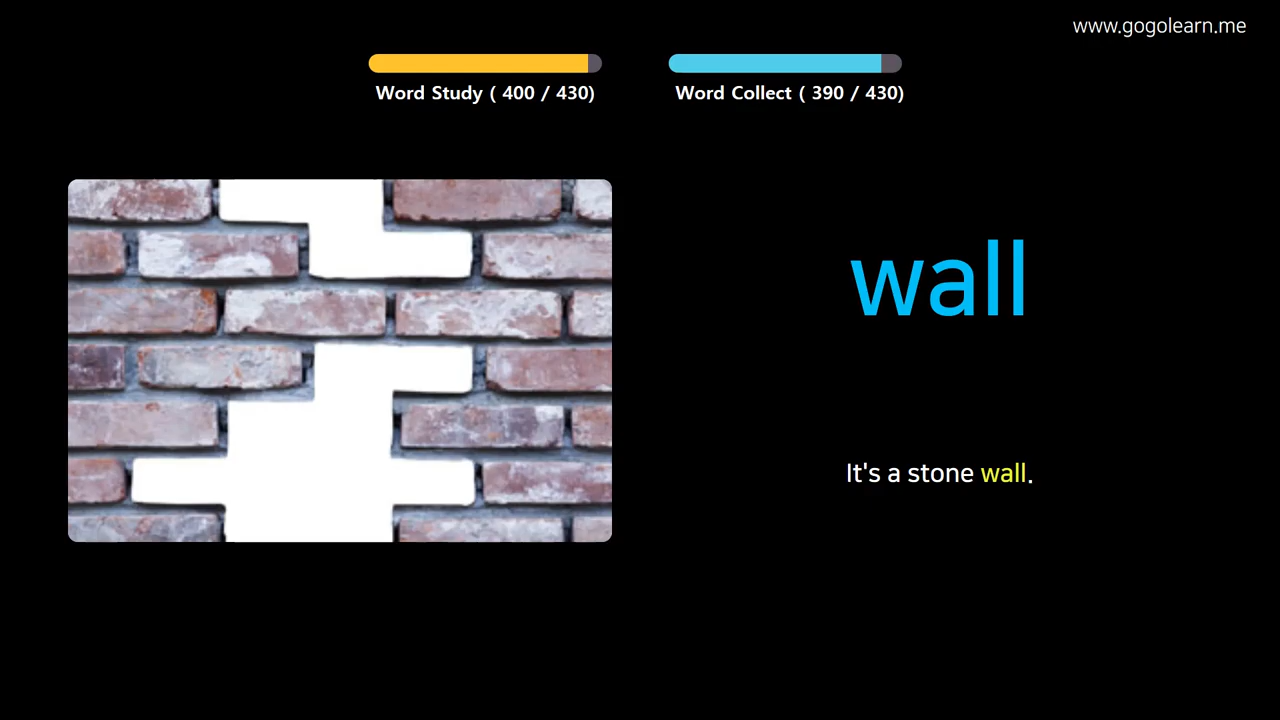 www.gogolearn.me
Word Study ( 400 / 430)
Word Collect ( 390 / 430)
wall
It's a stone wall.